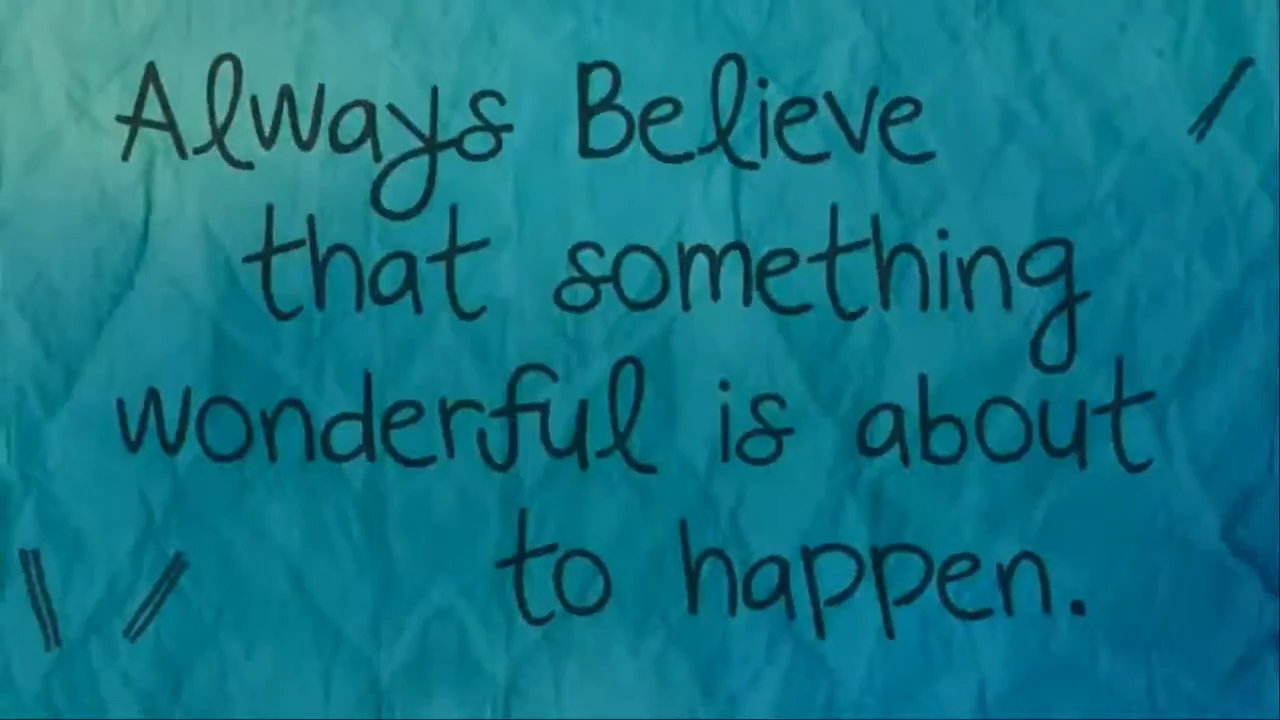 Always Believe
that something
wonderful is about
to happen.